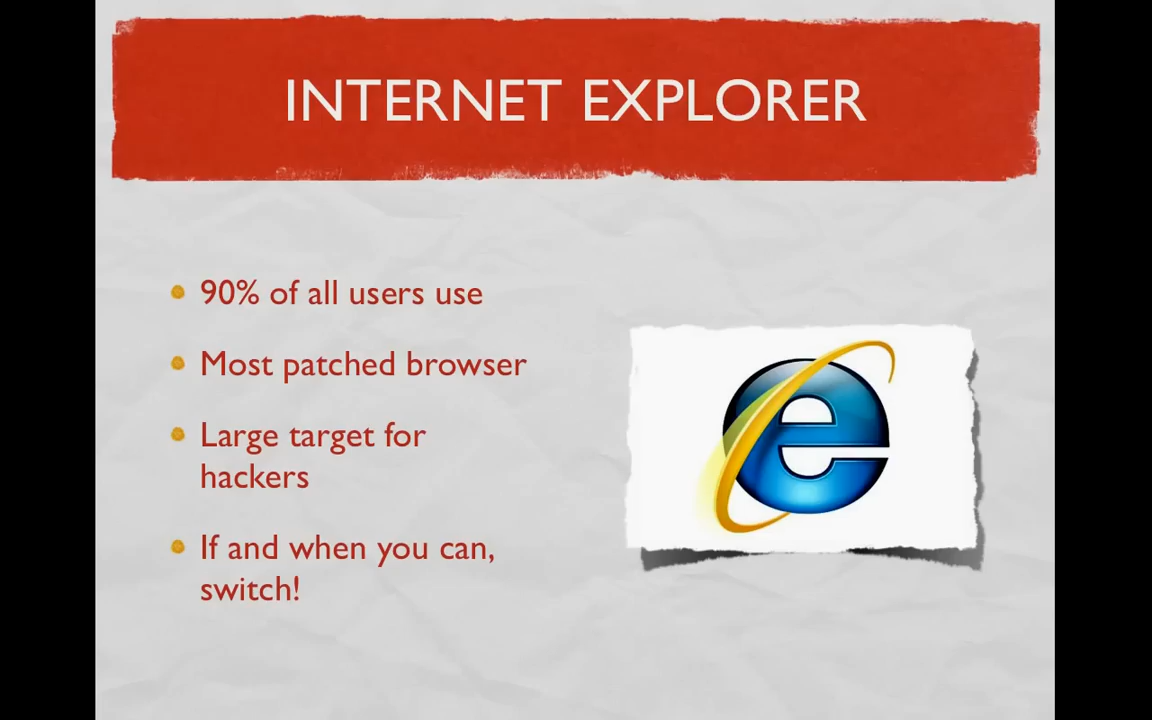 INTERNET EXPLORER
90% of all users use
Most patched browser
Large target for
hackers
If and when you can,
switch!